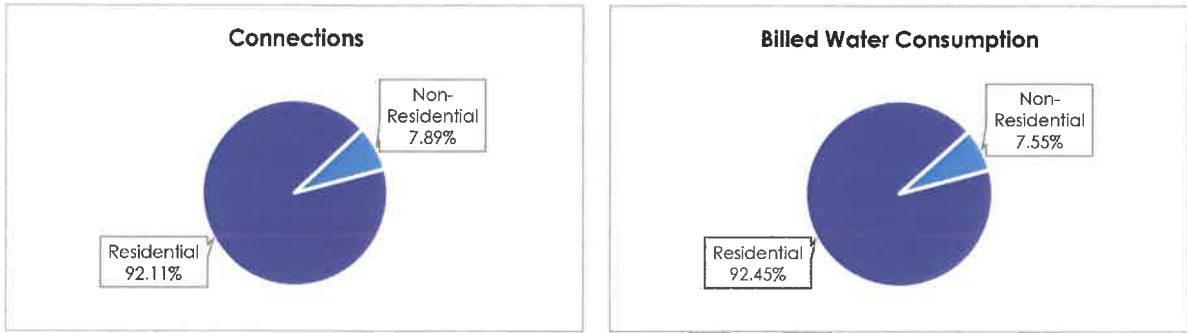 Connections
Non-
Residential
7.89%
Residential
92.11%
Billed Water Consumption
Non-
Residential
7.55%
Residential
92.45%